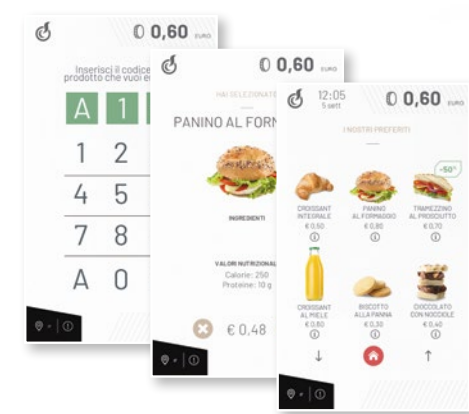 0,60 EURO
Inserisci il codice
prodotto che vuoi
A 1
1 2
4 5
7 8
A 0
0,60
HAI SELEZIONATO
PANINO AL FORM
INGREDIENTI
VALORI NUTRIZIONAL
Calorie: 250
Proteine: 10 g
€ 0,48
12:05
5 sett
0,60 EURO
I NOSTRI PREFERITI
-50%
CROISSANT
INTEGRALE
€ 0,50
PANINO
AL FORMAGGIO
€ 0,80
TRAMEZZINO
AL PROSCIUTTO
€ 0,70
CROISSANT
AL MIELE
€ 0,60
BISCOTTO
ALLA PANNA
€ 0,30
CIOCCOLATO
CON NOCCIOLE
€ 0,40